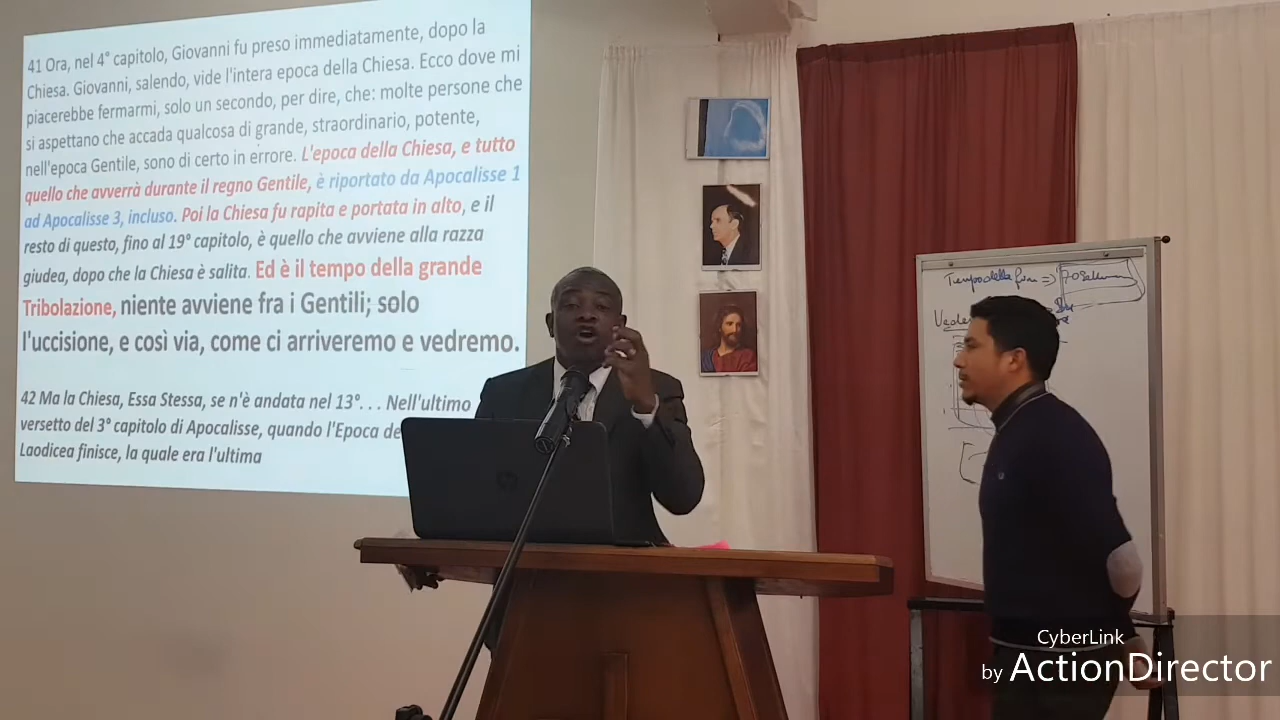 41 Ora, nel 4° capitolo, Giovanni fu preso immediatamente, dopo la
Chiesa. Giovanni, salendo, vide l'intera epoca della Chiesa. Ecco dove mi
piacerebbe fermarmi, solo un secondo, per dire, che: molte persone che
si aspettano che accada qualcosa di grande, straordinario, potente,
nell'epoca Gentile, sono di certo in errore. L'epoca della Chiesa, e tutto
quello che avverrà durante il regno Gentile, è riportato da Apocalisse 1
ad Apocalisse 3, incluso. Poi la Chiesa fu rapita e portata in alto, e il
resto di questo, fino al 19° capitolo, è quello che avviene alla razza
giudea, dopo che la Chiesa è salita. Ed è il tempo della grande
Tribolazione, niente avviene fra i Gentili; solo
l'uccisione, e così via, come ci arriveremo e vedremo.
42 Ma la Chiesa, Essa Stessa, se n'è andata nel 13°. . . Nell'ultimo
versetto del 3° capitolo di Apocalisse, quando l'Epoca de
Laodicea finisce, la quale era l'ultima
Tempo della fine => 70
CyberLink
by ActionDirector